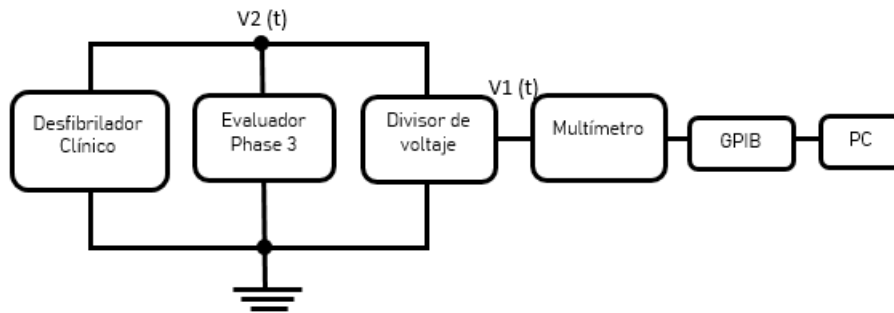 V2 (t)
V1 (t)
Desfibrilador
Clínico
Evaluador
Phase 3
Divisor de
voltaje
Multímetro
GPIB
PC